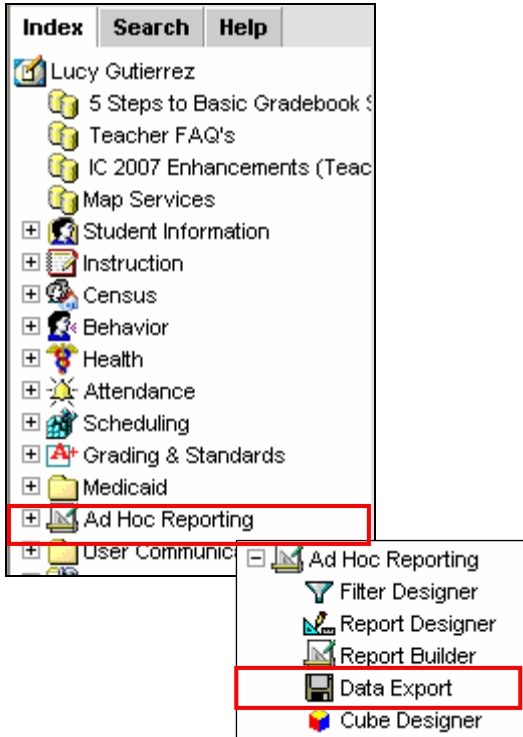 Index Search Help
Lucy Gutierrez
5 Steps to Basic Gradebook
Teacher FAQ's
IC 2007 Enhancements (Teac
Map Services
Student Information
Instruction
Census
Behavior
Health
Attendance
Scheduling
Grading & Standards
Medicaid
Ad Hoc Reporting
User Communic
Ad Hoc Reporting
Filter Designer
Report Designer
Report Builder
Data Export
Cube Designer